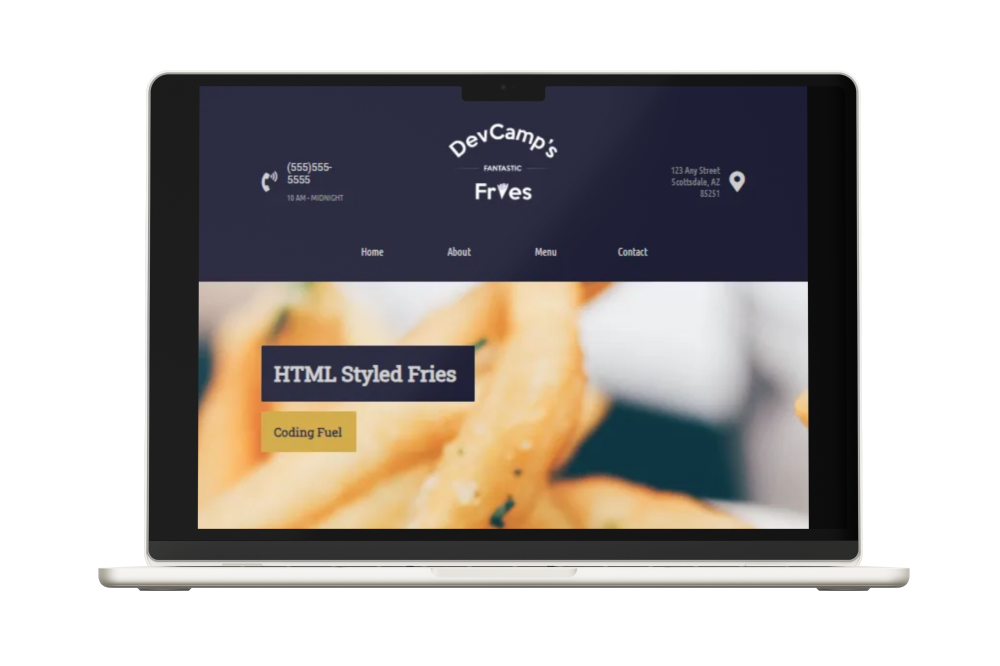 DevCamp's
FANTASTIC
Fries
(555)555-
5555
10 AM - MIDNIGHT
123 Any Street
Scottsdale, AZ
85251
Home About Menu Contact
HTML Styled Fries
Coding Fuel